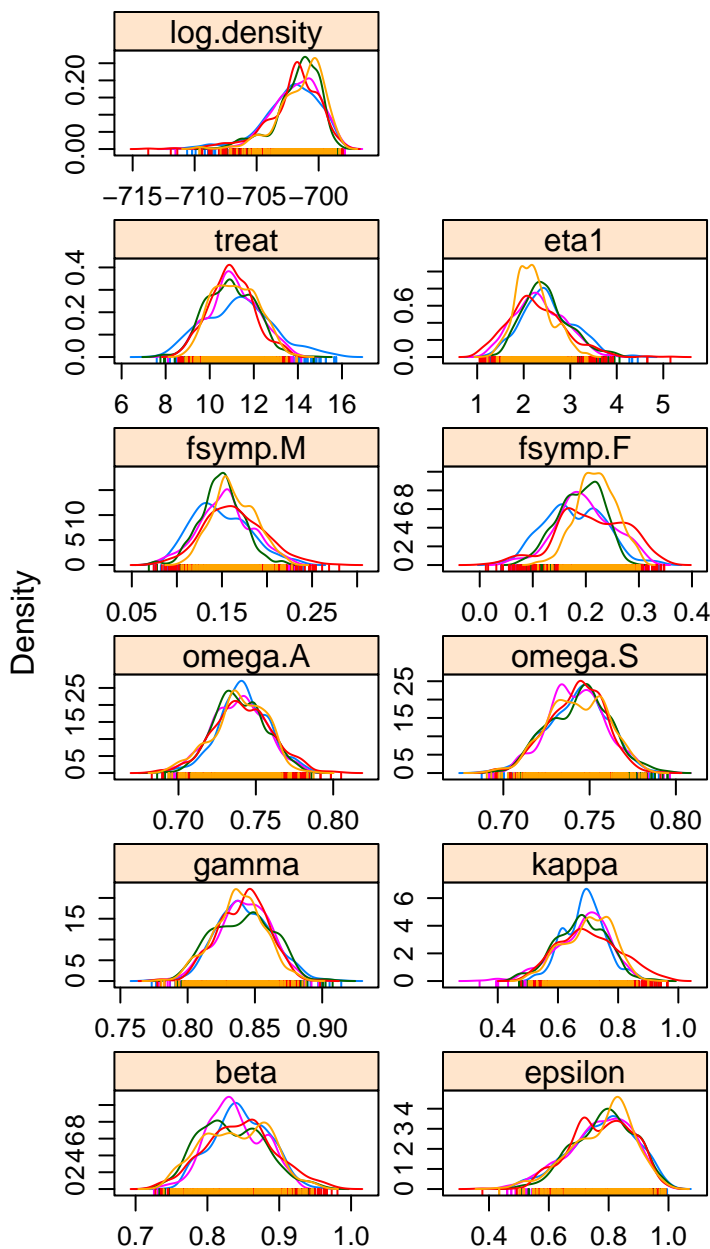 log.density
0.00 0.20
−715 −710 −705 −700
treat eta1
0.0 0.2 0.4
0.0 0.6
6 8 10 12 14 16
1 2 3 4 5
fsymp.M fsymp.F
0 5 10
0 2 4 6 8
0.05 0.15 0.25
0.0 0.1 0.2 0.3 0.4
Density
omega.A omega.S
0 5 15 25
0 5 15 25
0.70 0.75 0.80
0.70 0.75 0.80
gamma kappa
0 5 15
0 2 4 6
0.75 0.80 0.85 0.90
0.4 0.6 0.8 1.0
beta epsilon
0 2 4 6 8
0 1 2 3 4
0.7 0.8 0.9 1.0
0.4 0.6 0.8 1.0